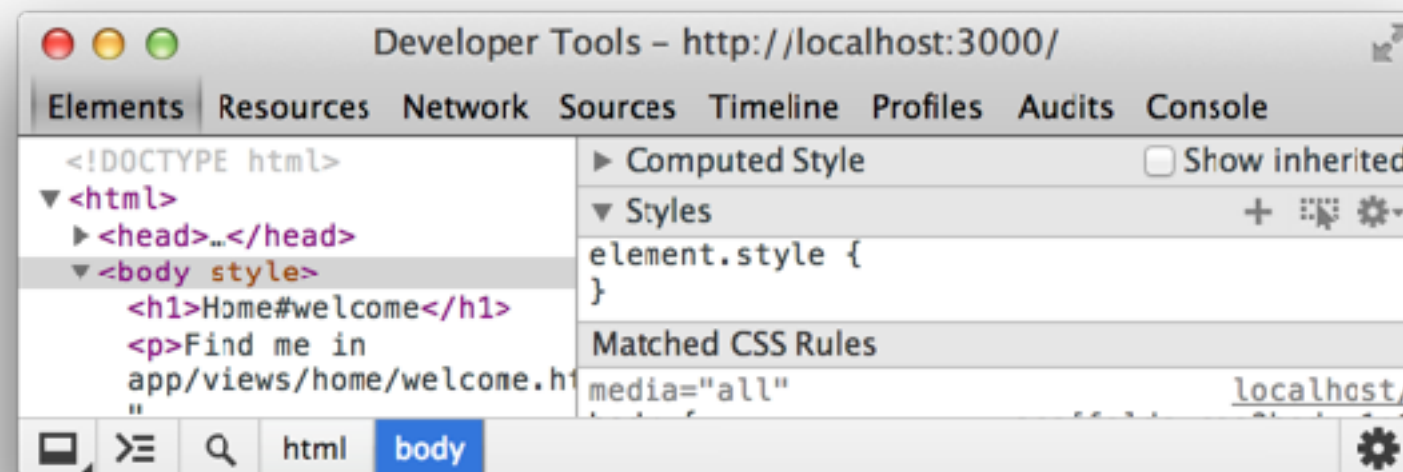 Developer Tools – http://localhost:3000/
Elements Resources Network Sources Timeline Profiles Audits Console
<!DOCTYPE html>
▼<html>
▶<head>…</head>
▼<body style>
<h1>Home#welcome</h1>
<p>Find me in
app/views/home/welcome.ht
"
▶ Computed Style Show inherited
▼ Styles
element.style {
}
Matched CSS Rules
media="all" localhost/
html body